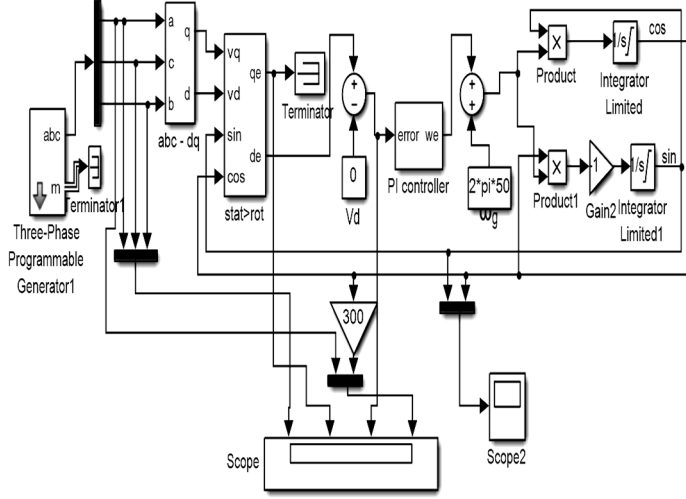 abc
m
Three-Phase
Programmable
Generator1
Terminator1
a
c
b
q
d
abc - dq
vq
vd
sin
cos
qe
de
stat>rot
Terminator
+
−
0
Vd
error we
PI controller
+
+
2*pi*50
ωg
×
Product
1/s
Integrator
Limited
cos
×
Product1
-1
Gain2
1/s
Integrator
Limited1
sin
300
Scope
Scope2